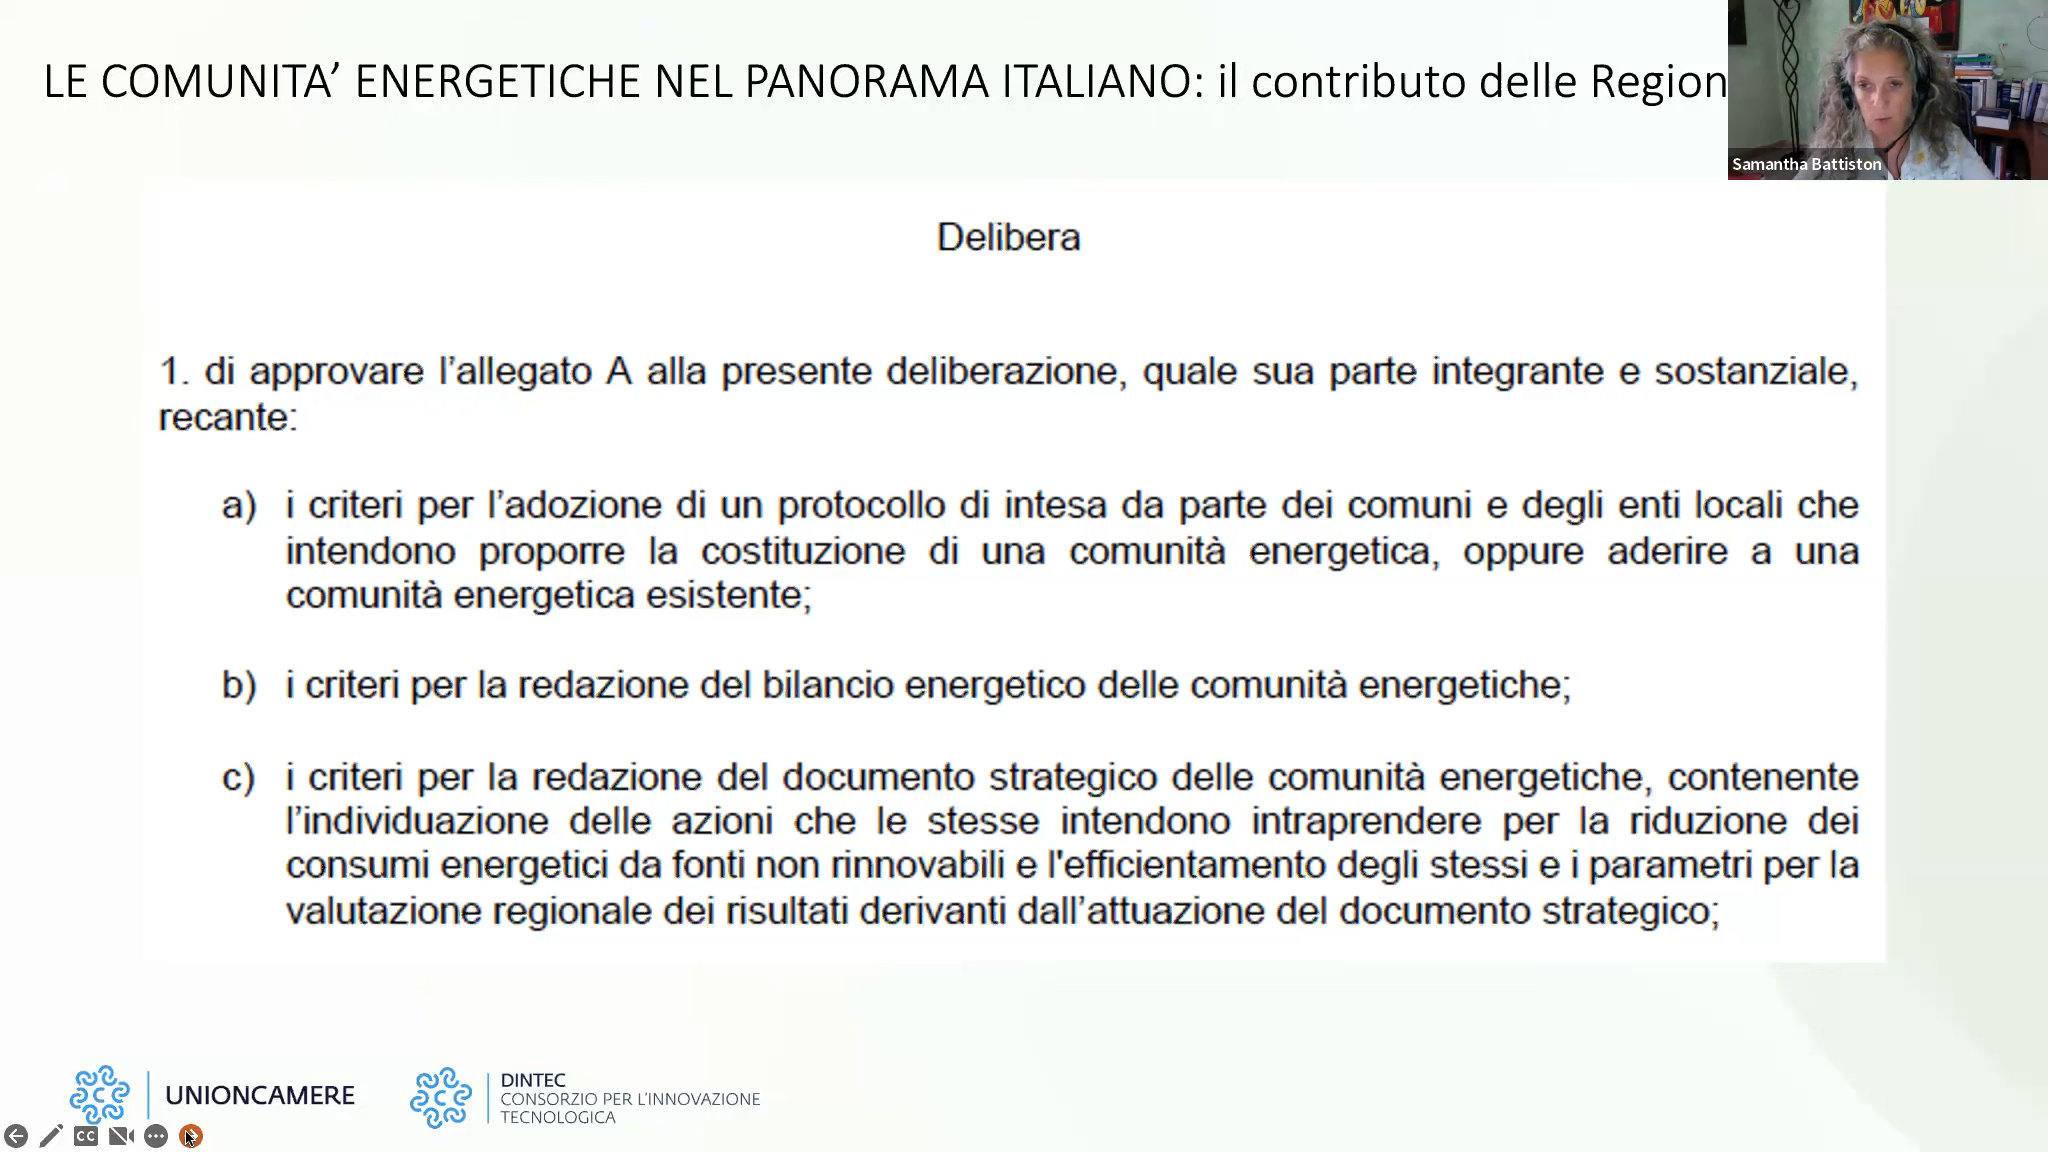 LE COMUNITA’ ENERGETICHE NEL PANORAMA ITALIANO: il contributo delle Region
Samantha Battiston
Delibera
1. di approvare l’allegato A alla presente deliberazione, quale sua parte integrante e sostanziale,
recante:
a) i criteri per l’adozione di un protocollo di intesa da parte dei comuni e degli enti locali che
intendono proporre la costituzione di una comunità energetica, oppure aderire a una
comunità energetica esistente;
b) i criteri per la redazione del bilancio energetico delle comunità energetiche;
c) i criteri per la redazione del documento strategico delle comunità energetiche, contenente
l’individuazione delle azioni che le stesse intendono intraprendere per la riduzione dei
consumi energetici da fonti non rinnovabili e l'efficientamento degli stessi e i parametri per la
valutazione regionale dei risultati derivanti dall’attuazione del documento strategico;
UNIONCAMERE
DINTEC
CONSORZIO PER L’INNOVAZIONE
TECNOLOGICA
CC